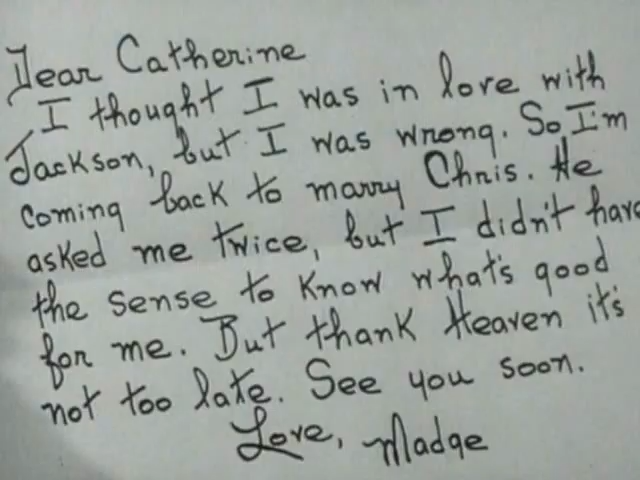 Dear Catherine
I thought I was in love with
Jackson, but I was wrong. So I'm
coming back to marry Chris. He
asked me twice, but I didn't have
the sense to know what's good
for me. But thank Heaven it's
not too late. See you soon.
Love, Madge